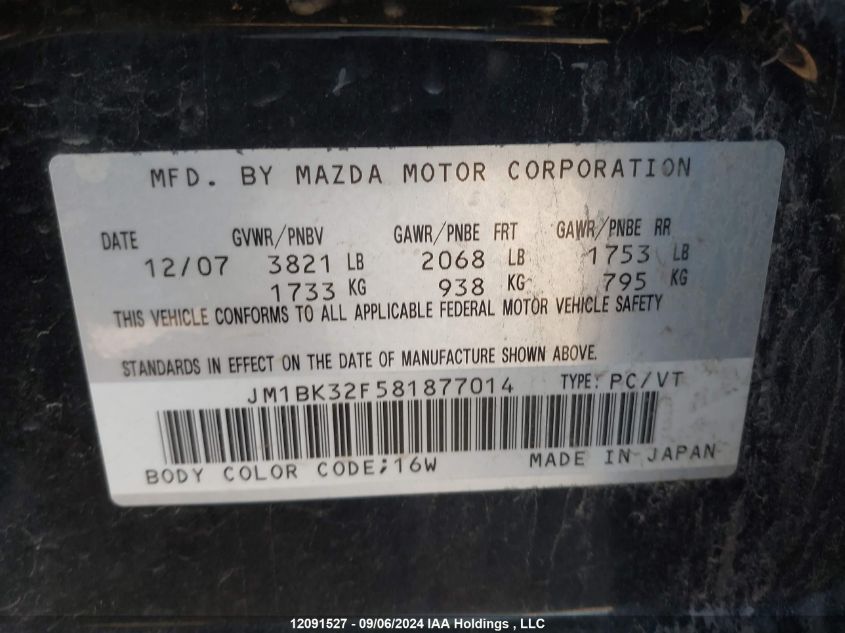 MFD. BY MAZDA MOTOR CORPORATION
DATE GVWR/PNBV GAWR/PNBE FRT GAWR/PNBE RR
12/07 3821 LB 2068 LB 1753 LB
1733 KG 938 KG 795 KG
THIS VEHICLE CONFORMS TO ALL APPLICABLE FEDERAL MOTOR VEHICLE SAFETY
STANDARDS IN EFFECT ON THE DATE OF MANUFACTURE SHOWN ABOVE.
JM1BK32F581877014 TYPE: PC/VT
BODY COLOR CODE;16W MADE IN JAPAN
12091527 - 09/06/2024 IAA Holdings , LLC